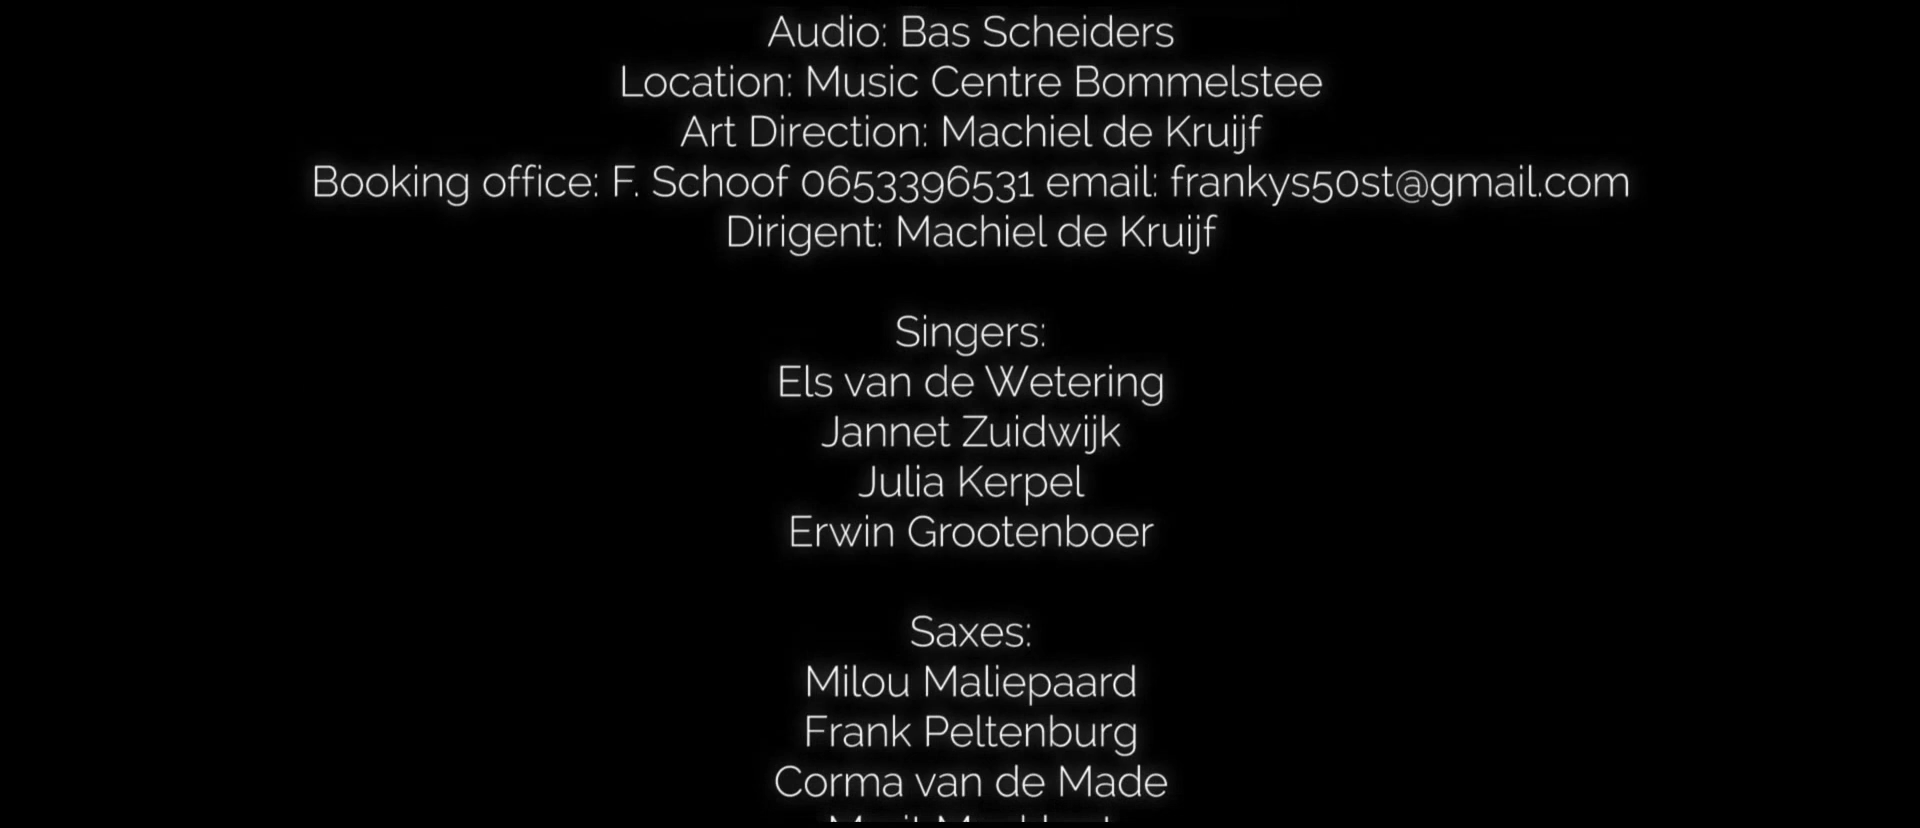 Audio: Bas Scheiders
Location: Music Centre Bommelstee
Art Direction: Machiel de Kruijf
Booking office: F. Schoof 0653396531 email: frankys50st@gmail.com
Dirigent: Machiel de Kruijf
Singers:
Els van de Wetering
Jannet Zuidwijk
Julia Kerpel
Erwin Grootenboer
Saxes:
Milou Maliepaard
Frank Peltenburg
Corma van de Made